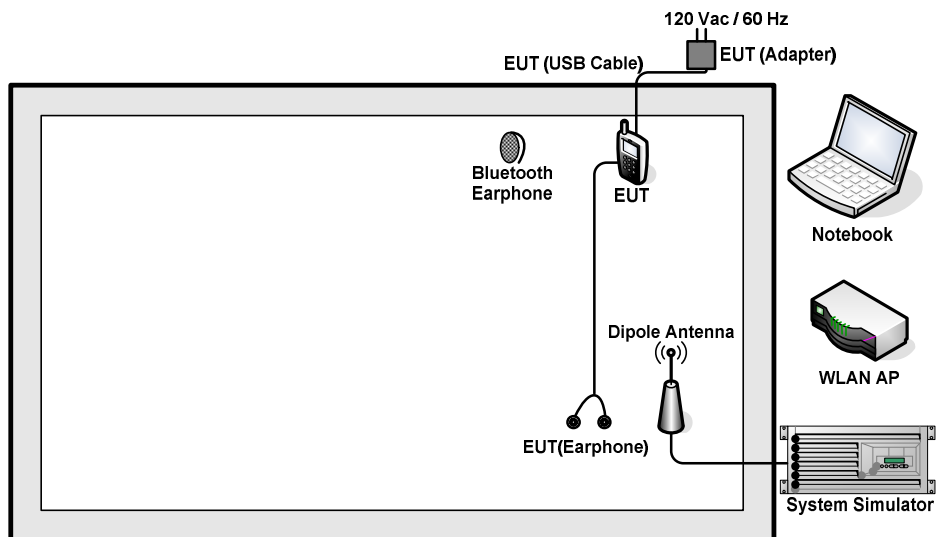 120 Vac / 60 Hz
EUT (Adapter)
EUT (USB Cable)
Bluetooth
Earphone
EUT
Notebook
Dipole Antenna
WLAN AP
EUT(Earphone)
System Simulator